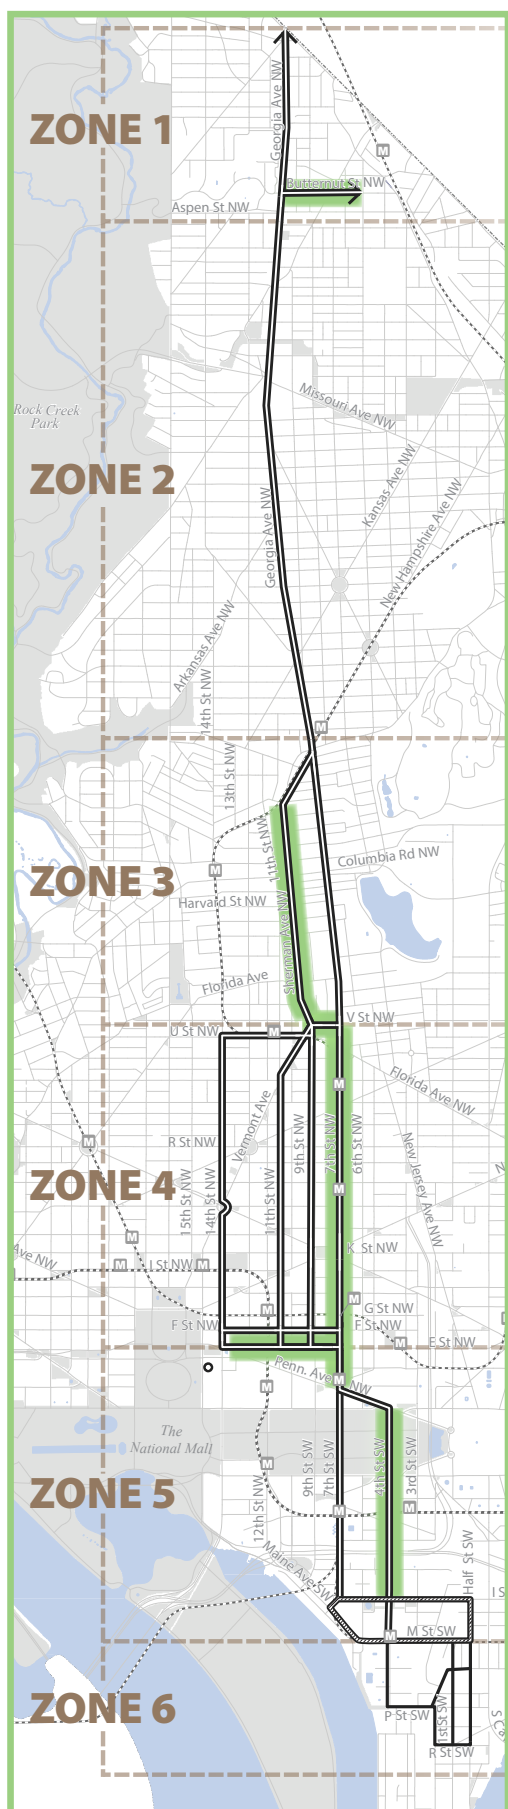 Georgia Ave NW
ZONE 1
M
Butternut St NW
Aspen St NW
Missouri Ave NW
Rock Creek
Park
ZONE 2
Kansas Ave NW
Georgia Ave NW
New Hampshire Ave NW
Arkansas Ave NW
14th St NW
M
13th St NW
11th St NW
Columbia Rd NW
M
ZONE 3
Harvard St NW
Sherman Ave NW
Florida Ave
V St NW
U St NW
M
Florida Ave NW
M
Vermont Ave
R St NW
M
9th St NW
7th St NW
6th St NW
New Jersey Ave NW
ZONE 4
15th St NW
14th St NW
11th St NW
M
N
M
K St NW
Ave NW
M
I St NW
M
M
M
G St NW
F St NW
F St NW
M
E St NW
Penn. Ave NW
M
M
The
National Mall
9th St SW
7th St SW
4th St SW
3rd St SW
M
ZONE 5
12th St NW
M
M
Maine Ave SW
Half St SW
I S
M
M St SW
ZONE 6
P St SW
1st St SW
S Ca
R St SW